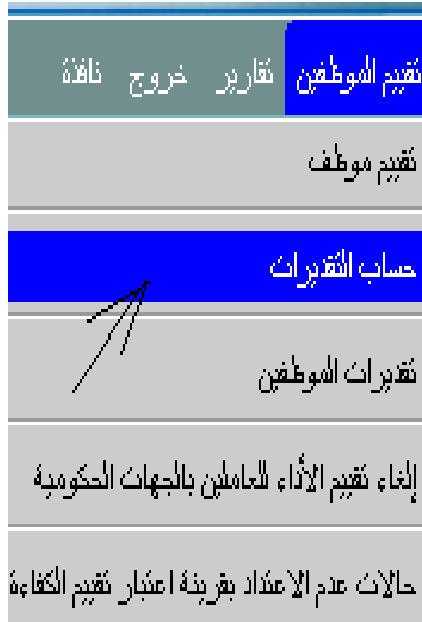 تقييم الموظفين تقارير خروج نافذة
تقييم موظف
حساب التقديرات
تقديرات الموظفين
إلغاء تقييم الأداء للعاملين بالجهات الحكومية
حالات عدم الاعتداد بقرينة اعتبار تقييم الكفاءة